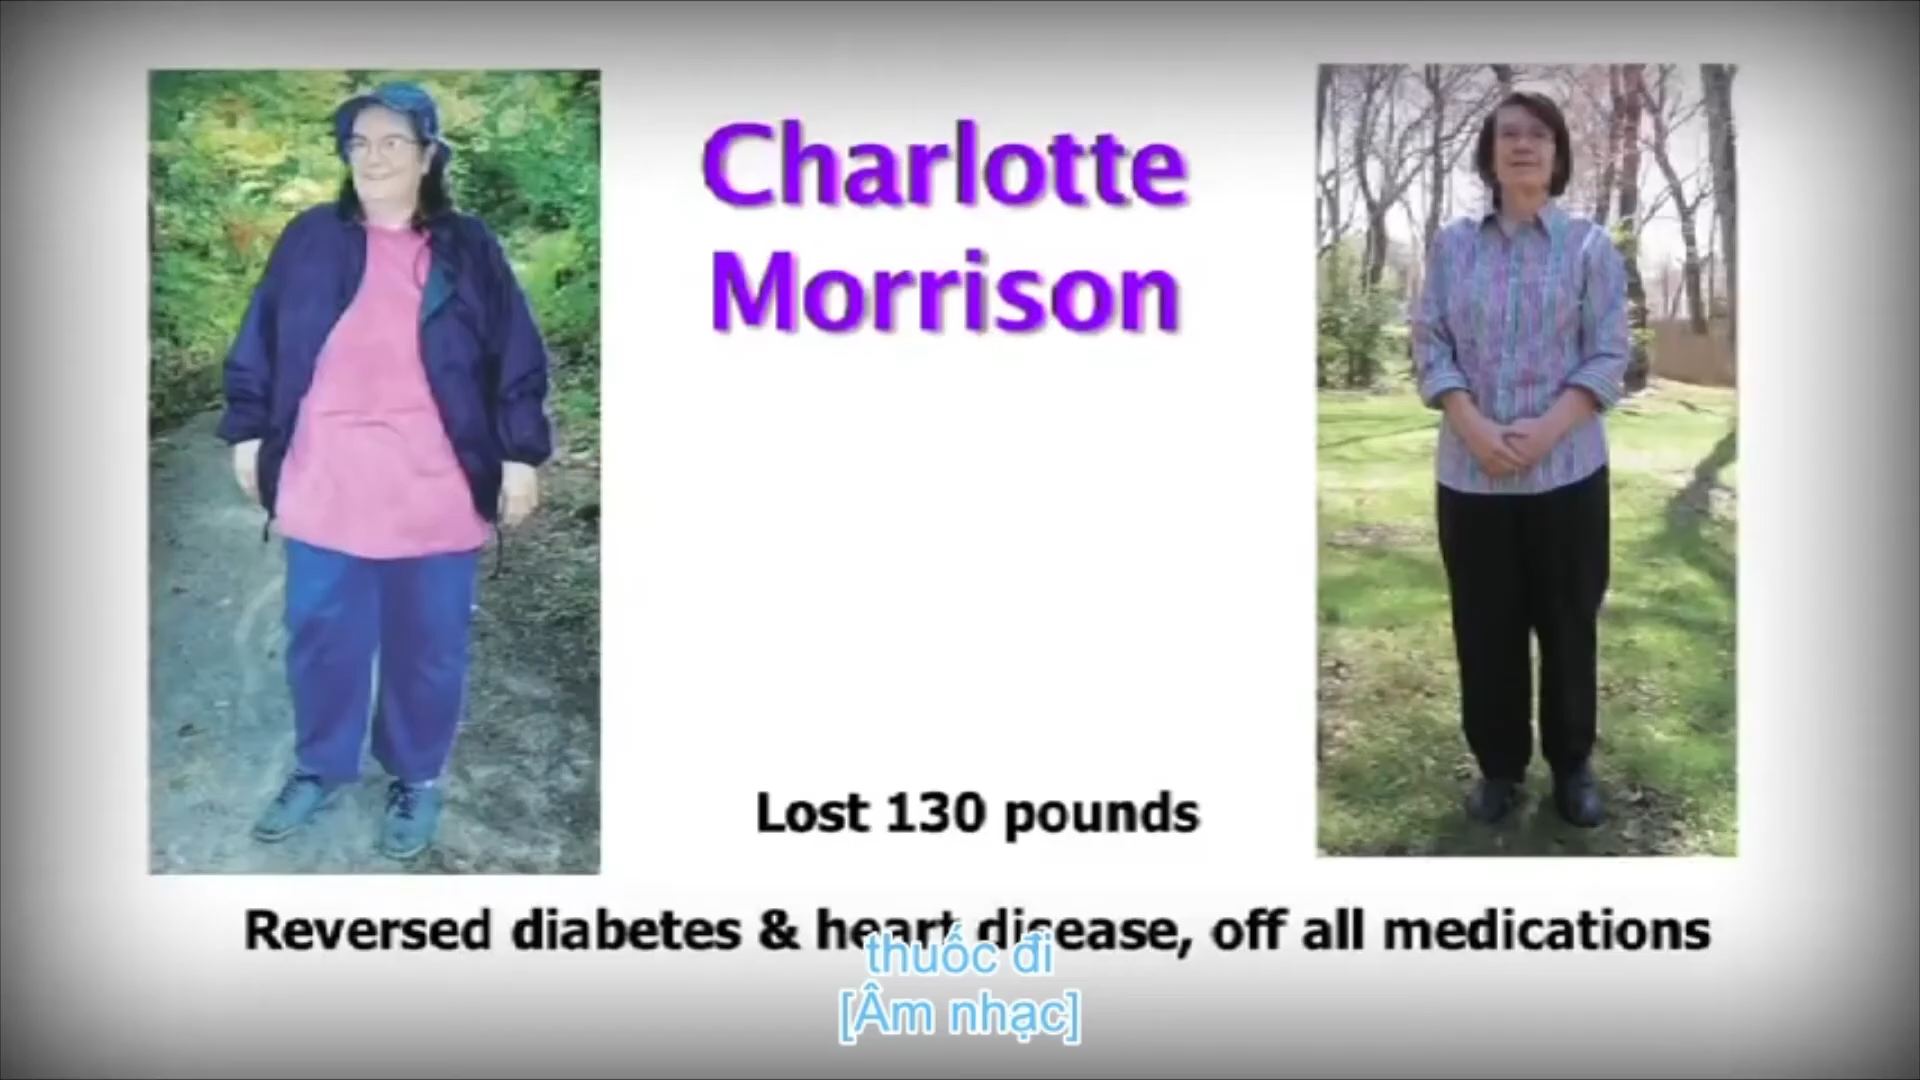 Charlotte
Morrison
Lost 130 pounds
Reversed diabetes & heart disease, off all medications
thuốc đi
[Âm nhạc]